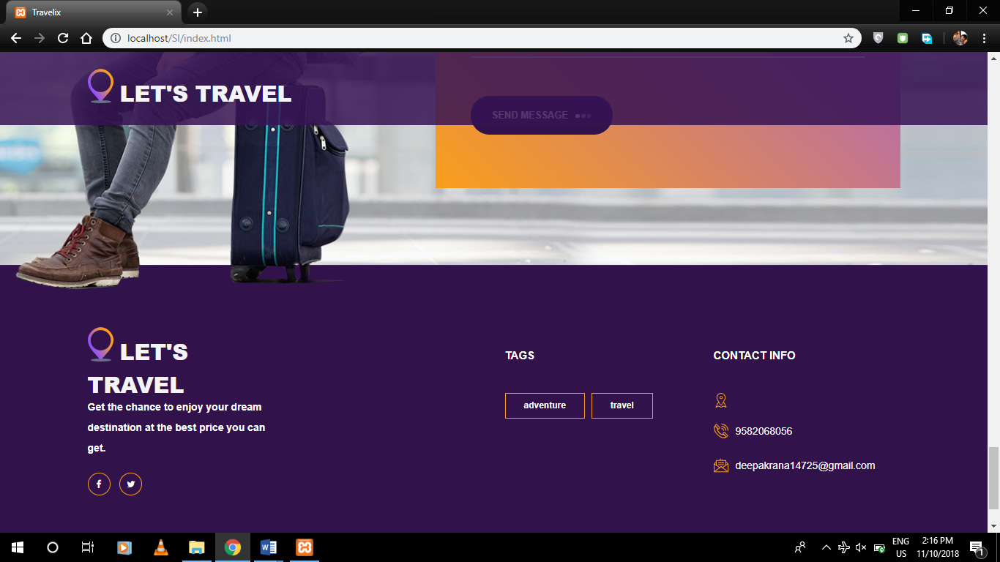 Travelix
localhost/SI/index.html
LET'S TRAVEL
SEND MESSAGE
LET'S
TRAVEL
Get the chance to enjoy your dream
destination at the best price you can
get.
TAGS
adventure
travel
CONTACT INFO
9582068056
deepakrana14725@gmail.com
ENG
US
2:16 PM
11/10/2018
1